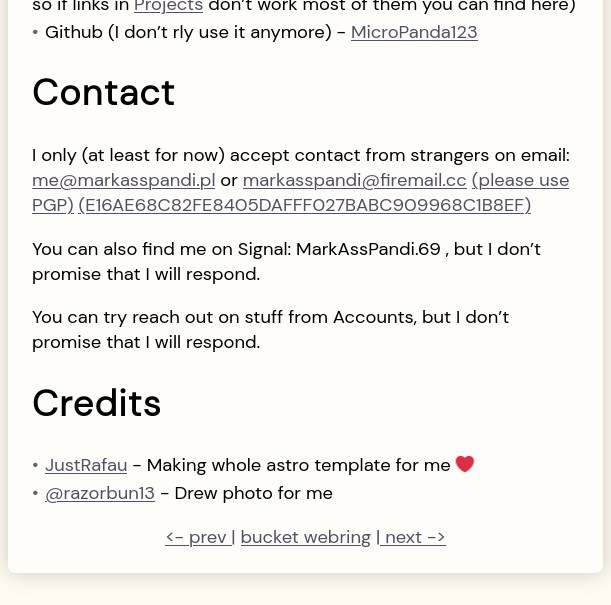 so if links in Projects don't work most of them you can find here)
• Github (I don't rly use it anymore) - MicroPanda123
Contact
I only (at least for now) accept contact from strangers on email:
me@markasspandi.pl or markasspandi@firemail.cc (please use
PGP) (E16AE68C82FE8405DAFFF027BABC909968C1B8EF)
You can also find me on Signal: MarkAssPandi.69 , but I don't
promise that I will respond.
You can try reach out on stuff from Accounts, but I don't
promise that I will respond.
Credits
• JustRafau - Making whole astro template for me ❤️
• @razorbun13 - Drew photo for me
<- prev | bucket webring | next ->